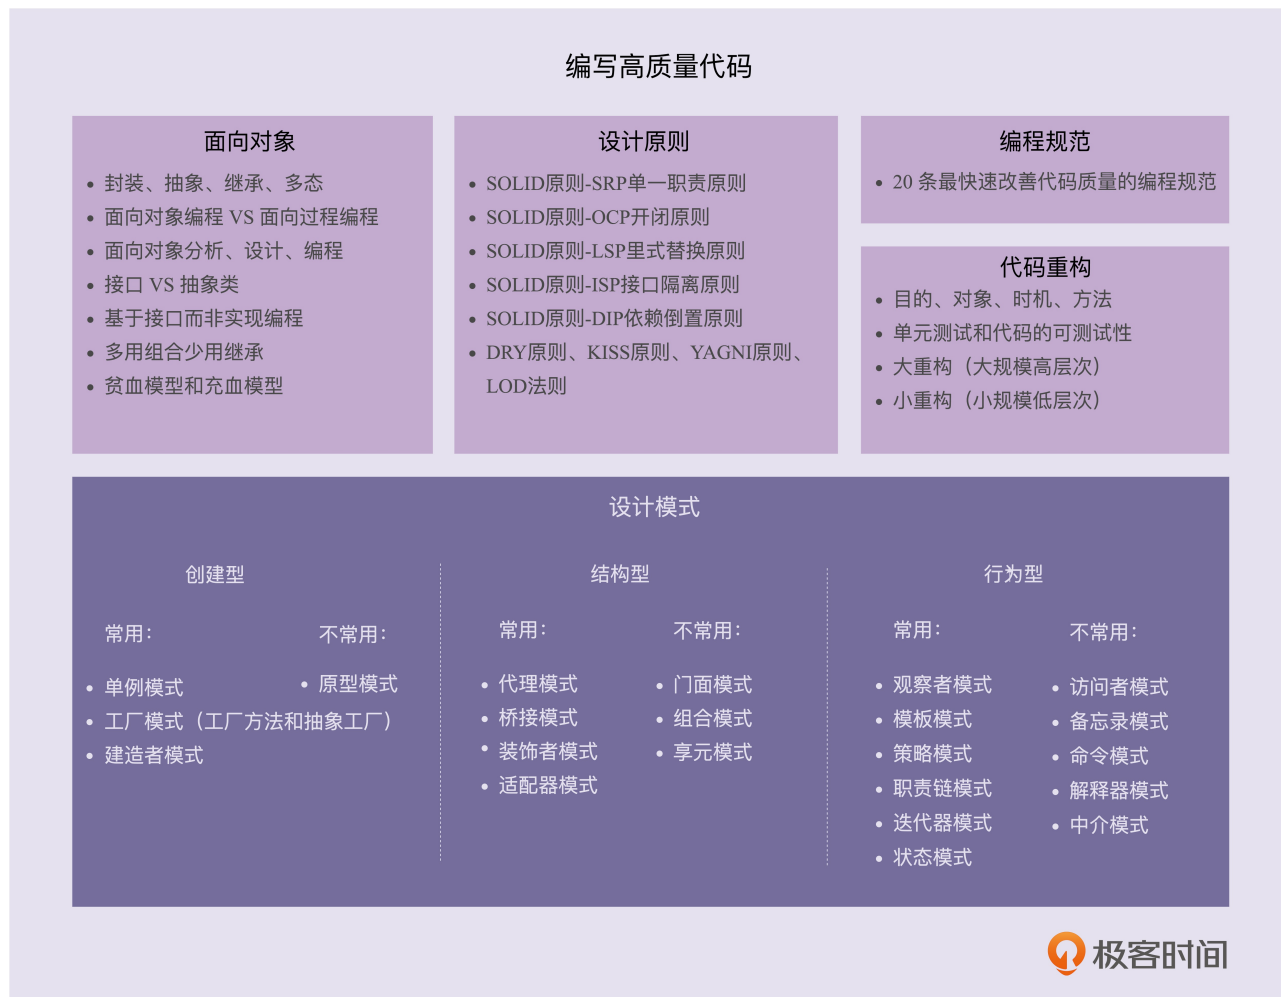 编写高质量代码
面向对象
封装、抽象、继承、多态
面向对象编程 VS 面向过程编程
面向对象分析、设计、编程
接口 VS 抽象类
基于接口而非实现编程
多用组合少用继承
贫血模型和充血模型
设计原则
SOLID原则-SRP单一职责原则
SOLID原则-OCP开闭原则
SOLID原则-LSP里式替换原则
SOLID原则-ISP接口隔离原则
SOLID原则-DIP依赖倒置原则
DRY原则、KISS原则、YAGNI原则、
LOD法则
编程规范
20 条最快速改善代码质量的编程规范
代码重构
目的、对象、时机、方法
单元测试和代码的可测试性
大重构（大规模高层次）
小重构（小规模低层次）
设计模式
创建型
常用：
单例模式
工厂模式（工厂方法和抽象工厂）
建造者模式
不常用：
原型模式
结构型
常用：
代理模式
桥接模式
装饰者模式
适配器模式
不常用：
门面模式
组合模式
享元模式
行为型
常用：
观察者模式
模板模式
策略模式
职责链模式
迭代器模式
状态模式
不常用：
访问者模式
备忘录模式
命令模式
解释器模式
中介模式
极客时间